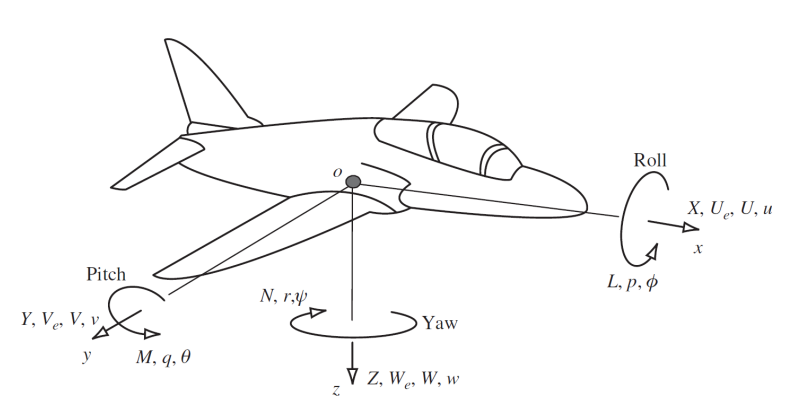 o
Roll
X, Uₑ, U, u
x
L, p, ϕ
Pitch
Y, Vₑ, V, v
y
M, q, θ
N, r,ψ
Yaw
Z, Wₑ, W, w
z